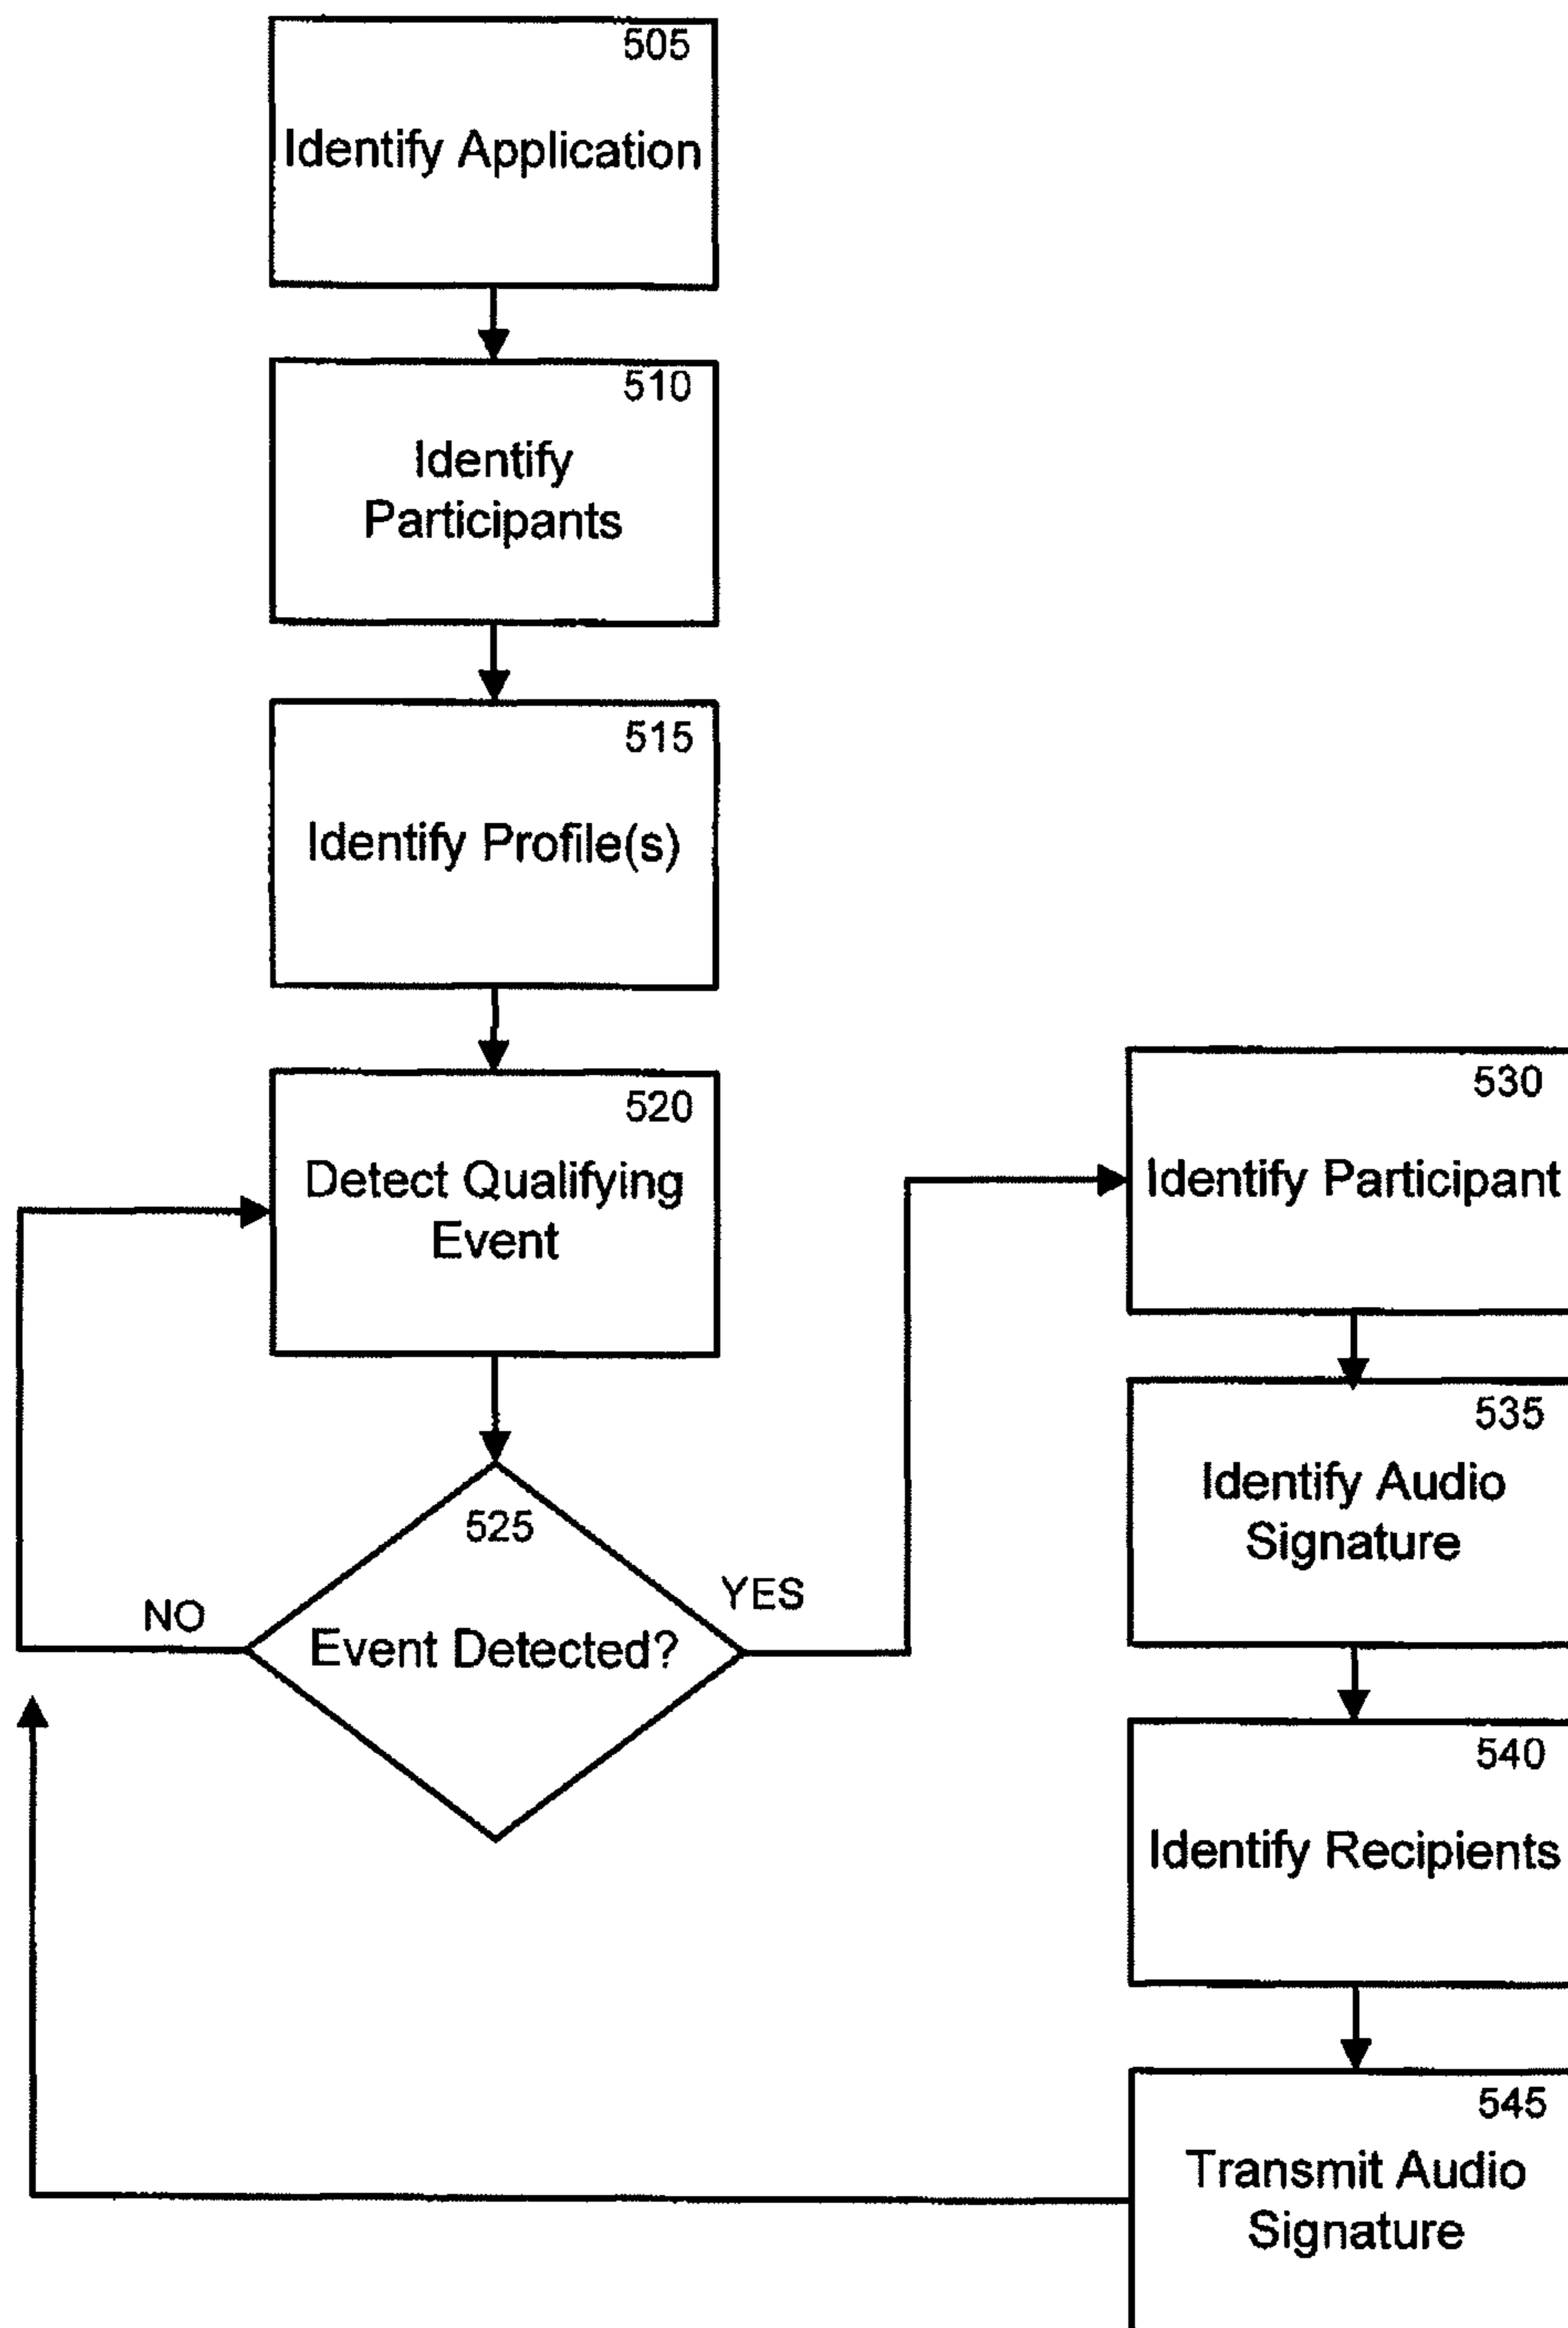 505
Identify Application
510
Identify
Participants
515
Identify Profile(s)
520
Detect Qualifying
Event
525
Event Detected?
NO
YES
530
Identify Participant
535
Identify Audio
Signature
540
Identify Recipients
545
Transmit Audio
Signature